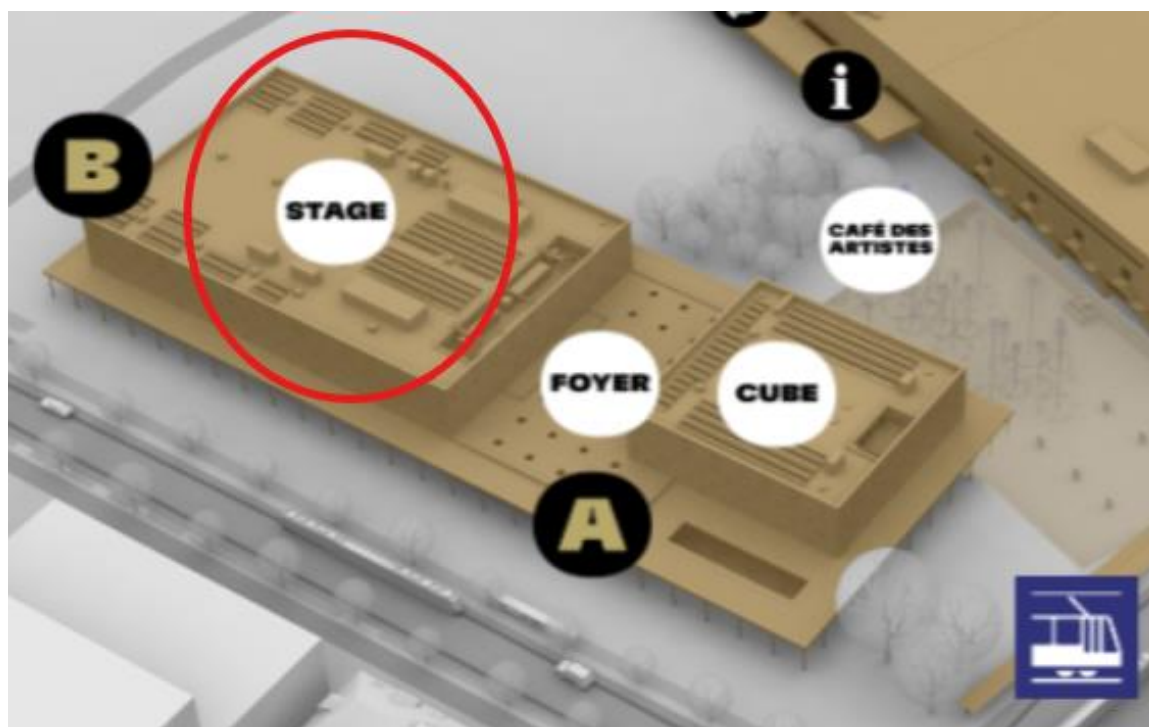 i
B
STAGE
CAFÉ DES
ARTISTES
FOYER
CUBE
A